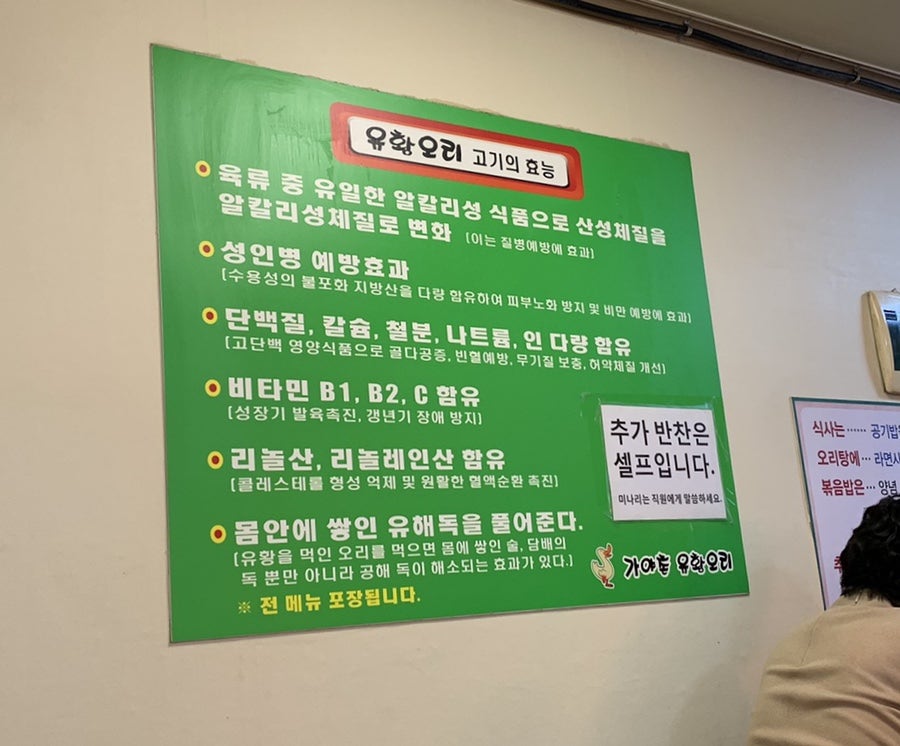 유황오리 고기의 효능
육류 중 유일한 알칼리성 식품으로 산성체질을
알칼리성체질로 변화 [이는 질병예방에 효과]
성인병 예방효과
[수용성의 불포화 지방산을 다량 함유하여 피부노화 방지 및 비만 예방에 효과]
단백질, 칼슘, 철분, 나트륨, 인 다량 함유
[고단백 영양식품으로 골다공증, 빈혈예방, 무기질 보충, 허약체질 개선]
비타민 B1, B2, C 함유
[성장기 발육촉진, 갱년기 장애 방지]
리놀산, 리놀레인산 함유
[콜레스테롤 형성 억제 및 원활한 혈액순환 촉진]
몸안에 쌓인 유해독을 풀어준다.
[유황을 먹인 오리를 먹으면 몸에 쌓인 술, 담배의
독 뿐만 아니라 공해 독이 해소되는 효과가 있다.]
※ 전 메뉴 포장됩니다.
추가 반찬은
셀프입니다.
미나리는 직원에게 말씀하세요.
유황오리
식사는 …… 공기밥
오리탕에 … 라면사
볶음밥은 … 양념